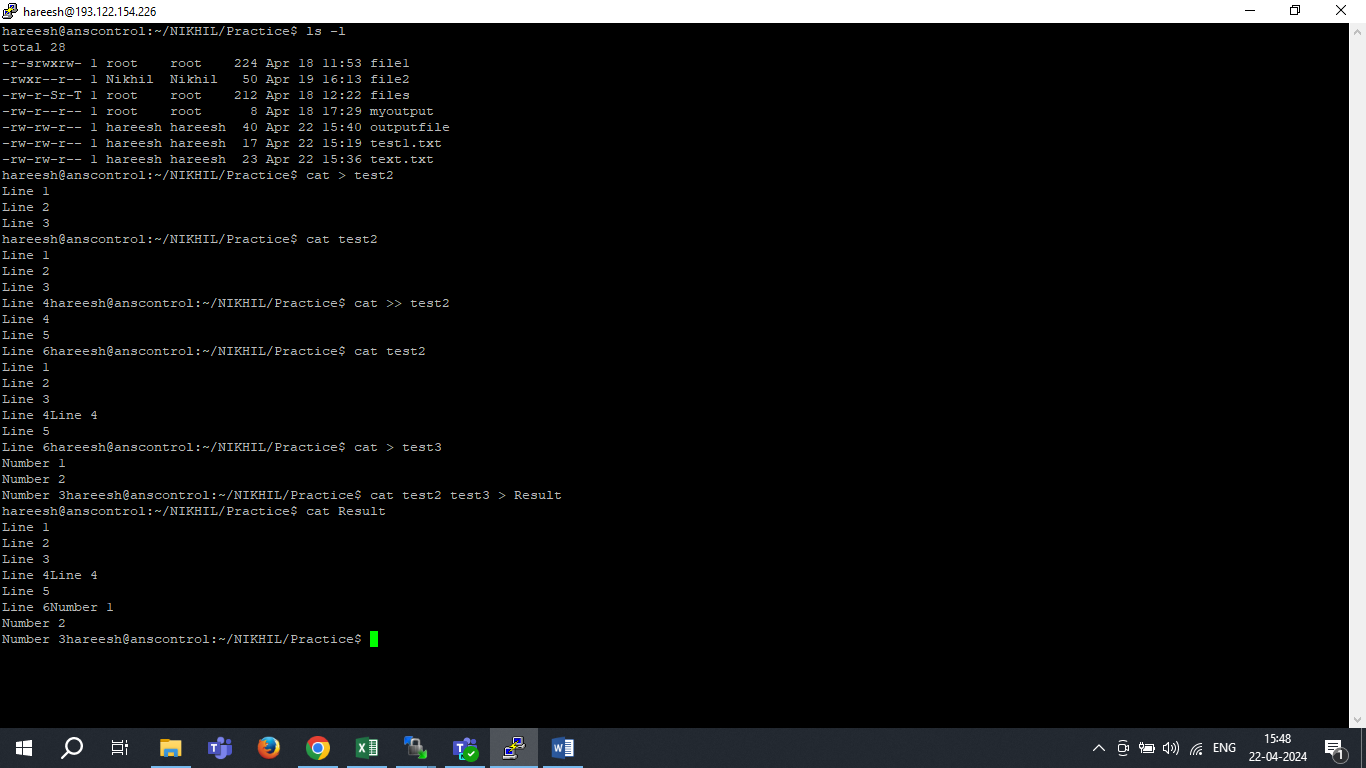 hareesh@193.122.154.226
hareesh@anscontrol:~/NIKHIL/Practice$ ls -l
total 28
-r-srwxrw- 1 root    root    224 Apr 18 11:53 file1
-rwxr--r-- 1 Nikhil  Nikhil   50 Apr 19 16:13 file2
-rw-r-Sr-T 1 root    root    212 Apr 18 12:22 files
-rw-r--r-- 1 root    root      8 Apr 18 17:29 myoutput
-rw-rw-r-- 1 hareesh hareesh  40 Apr 22 15:40 outputfile
-rw-rw-r-- 1 hareesh hareesh  17 Apr 22 15:19 test1.txt
-rw-rw-r-- 1 hareesh hareesh  23 Apr 22 15:36 text.txt
hareesh@anscontrol:~/NIKHIL/Practice$ cat > test2
Line 1
Line 2
Line 3
hareesh@anscontrol:~/NIKHIL/Practice$ cat test2
Line 1
Line 2
Line 3
Line 4hareesh@anscontrol:~/NIKHIL/Practice$ cat >> test2
Line 4
Line 5
Line 6hareesh@anscontrol:~/NIKHIL/Practice$ cat test2
Line 1
Line 2
Line 3
Line 4Line 4
Line 5
Line 6hareesh@anscontrol:~/NIKHIL/Practice$ cat > test3
Number 1
Number 2
Number 3hareesh@anscontrol:~/NIKHIL/Practice$ cat test2 test3 > Result
hareesh@anscontrol:~/NIKHIL/Practice$ cat Result
Line 1
Line 2
Line 3
Line 4Line 4
Line 5
Line 6Number 1
Number 2
Number 3hareesh@anscontrol:~/NIKHIL/Practice$
ENG
15:48
22-04-2024
1